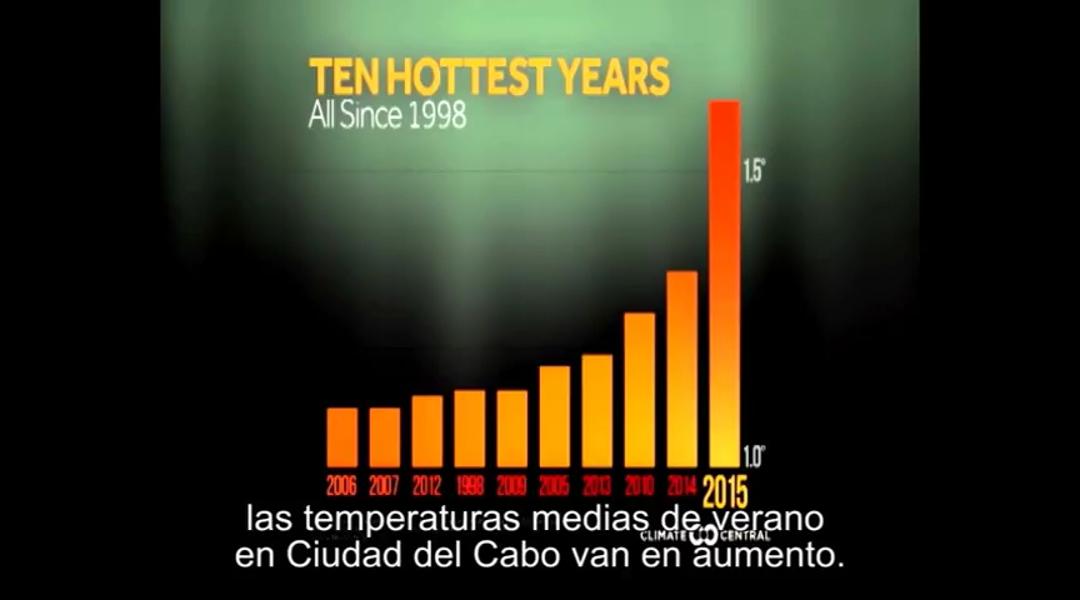 TEN HOTTEST YEARS
All Since 1998
1.5°
1.0°
2006 2007 2012 1998 2009 2005 2013 2010 2014 2015
CLIMATE CENTRAL
las temperaturas medias de verano
en Ciudad del Cabo van en aumento.